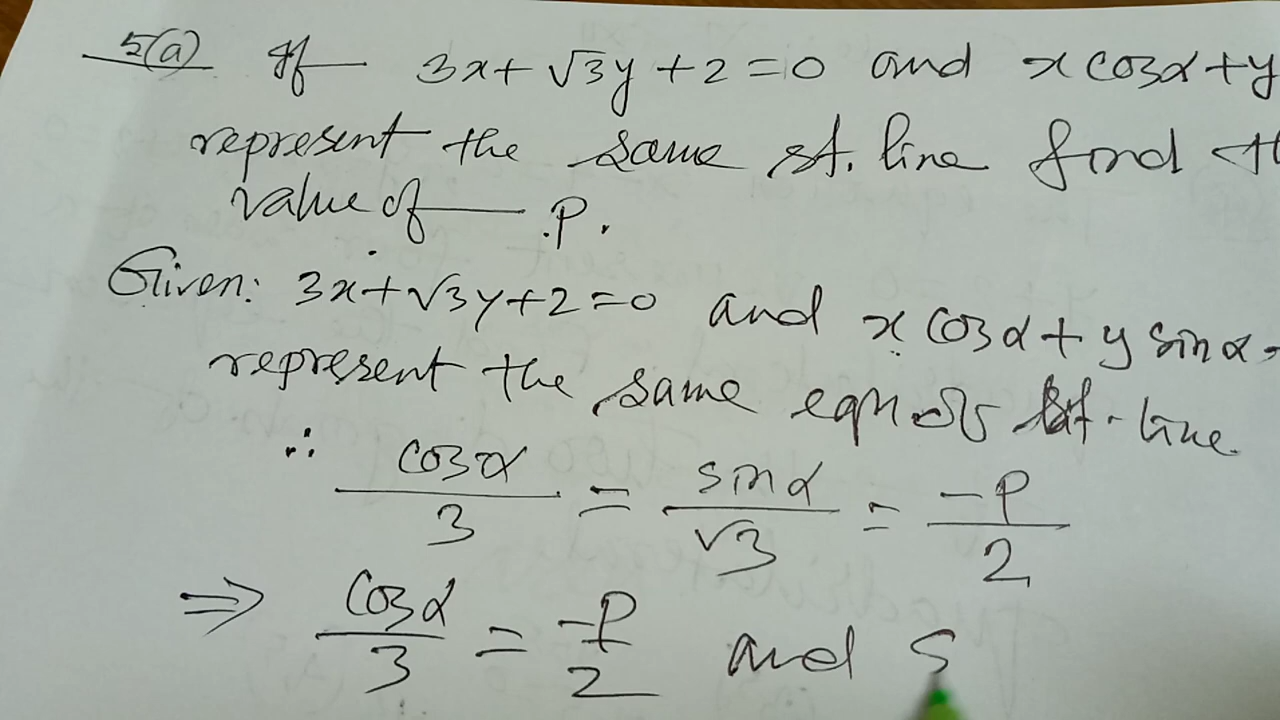 5(a) If 3x + √3y + 2 = 0 and x cosα + y
represent the same st. line find
value of P.
Given: 3x + √3y + 2 = 0 and x cosα + y sinα -
represent the same eqn of st. line.
∴ cosα/3 = sinα/√3 = -P/2
⇒ cosα/3 = -P/2 and S